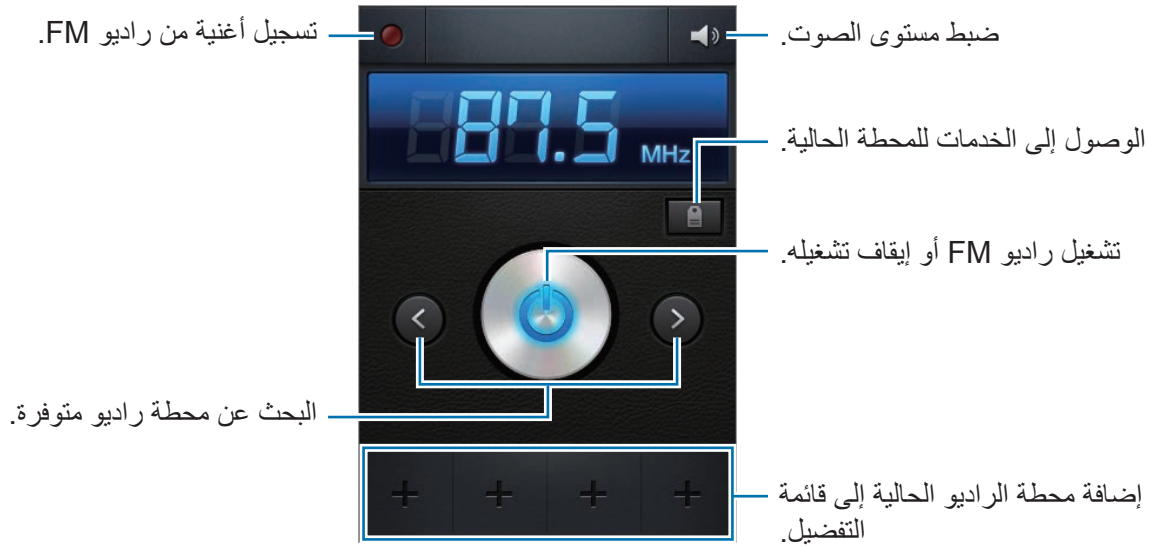 تسجيل أغنية من راديو FM.
ضبط مستوى الصوت.
87.5 MHz
الوصول إلى الخدمات للمحطة الحالية.
تشغيل راديو FM أو إيقاف تشغيله.
البحث عن محطة راديو متوفرة.
إضافة محطة الراديو الحالية إلى قائمة
التفضيل.